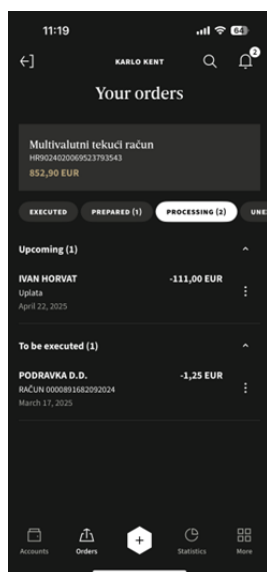 11:19
64
KARLO KENT
2
Your orders
Multivalutni tekući račun
HR9024020069523793543
852,90 EUR
EXECUTED
PREPARED (1)
PROCESSING (2)
UNE
Upcoming (1)
IVAN HORVAT
-111,00 EUR
Uplata
April 22, 2025
To be executed (1)
PODRAVKA D.D.
-1,25 EUR
RAČUN 0000891682092024
March 17, 2025
Accounts
Orders
Statistics
More